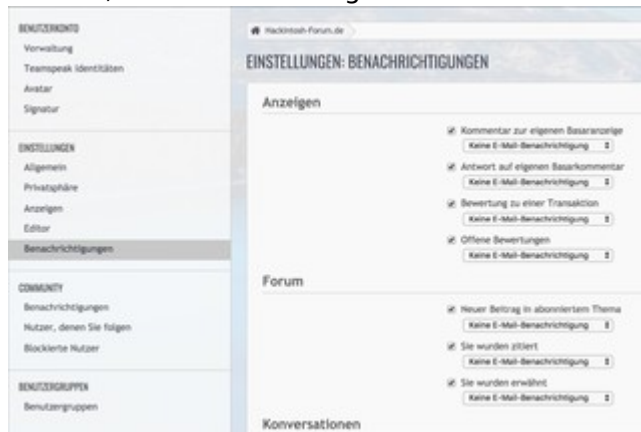 BENUTZERKONTO
Verwaltung
Teamspeak Identitäten
Avatar
Signatur
EINSTELLUNGEN
Allgemein
Privatsphäre
Anzeigen
Editor
Benachrichtigungen
COMMUNITY
Benachrichtigungen
Nutzer, denen Sie folgen
Blockierte Nutzer
BENUTZERGRUPPEN
Benutzergruppen
Hackintosh-Forum.de
EINSTELLUNGEN: BENACHRICHTIGUNGEN
Anzeigen
Kommentar zur eigenen Basaranzeige
Keine E-Mail-Benachrichtigung
Antwort auf eigenen Basarkommentar
Keine E-Mail-Benachrichtigung
Bewertung zu einer Transaktion
Keine E-Mail-Benachrichtigung
Offene Bewertungen
Keine E-Mail-Benachrichtigung
Forum
Neuer Beitrag in abonniertem Thema
Keine E-Mail-Benachrichtigung
Sie wurden zitiert
Keine E-Mail-Benachrichtigung
Sie wurden erwähnt
Keine E-Mail-Benachrichtigung
Konversationen